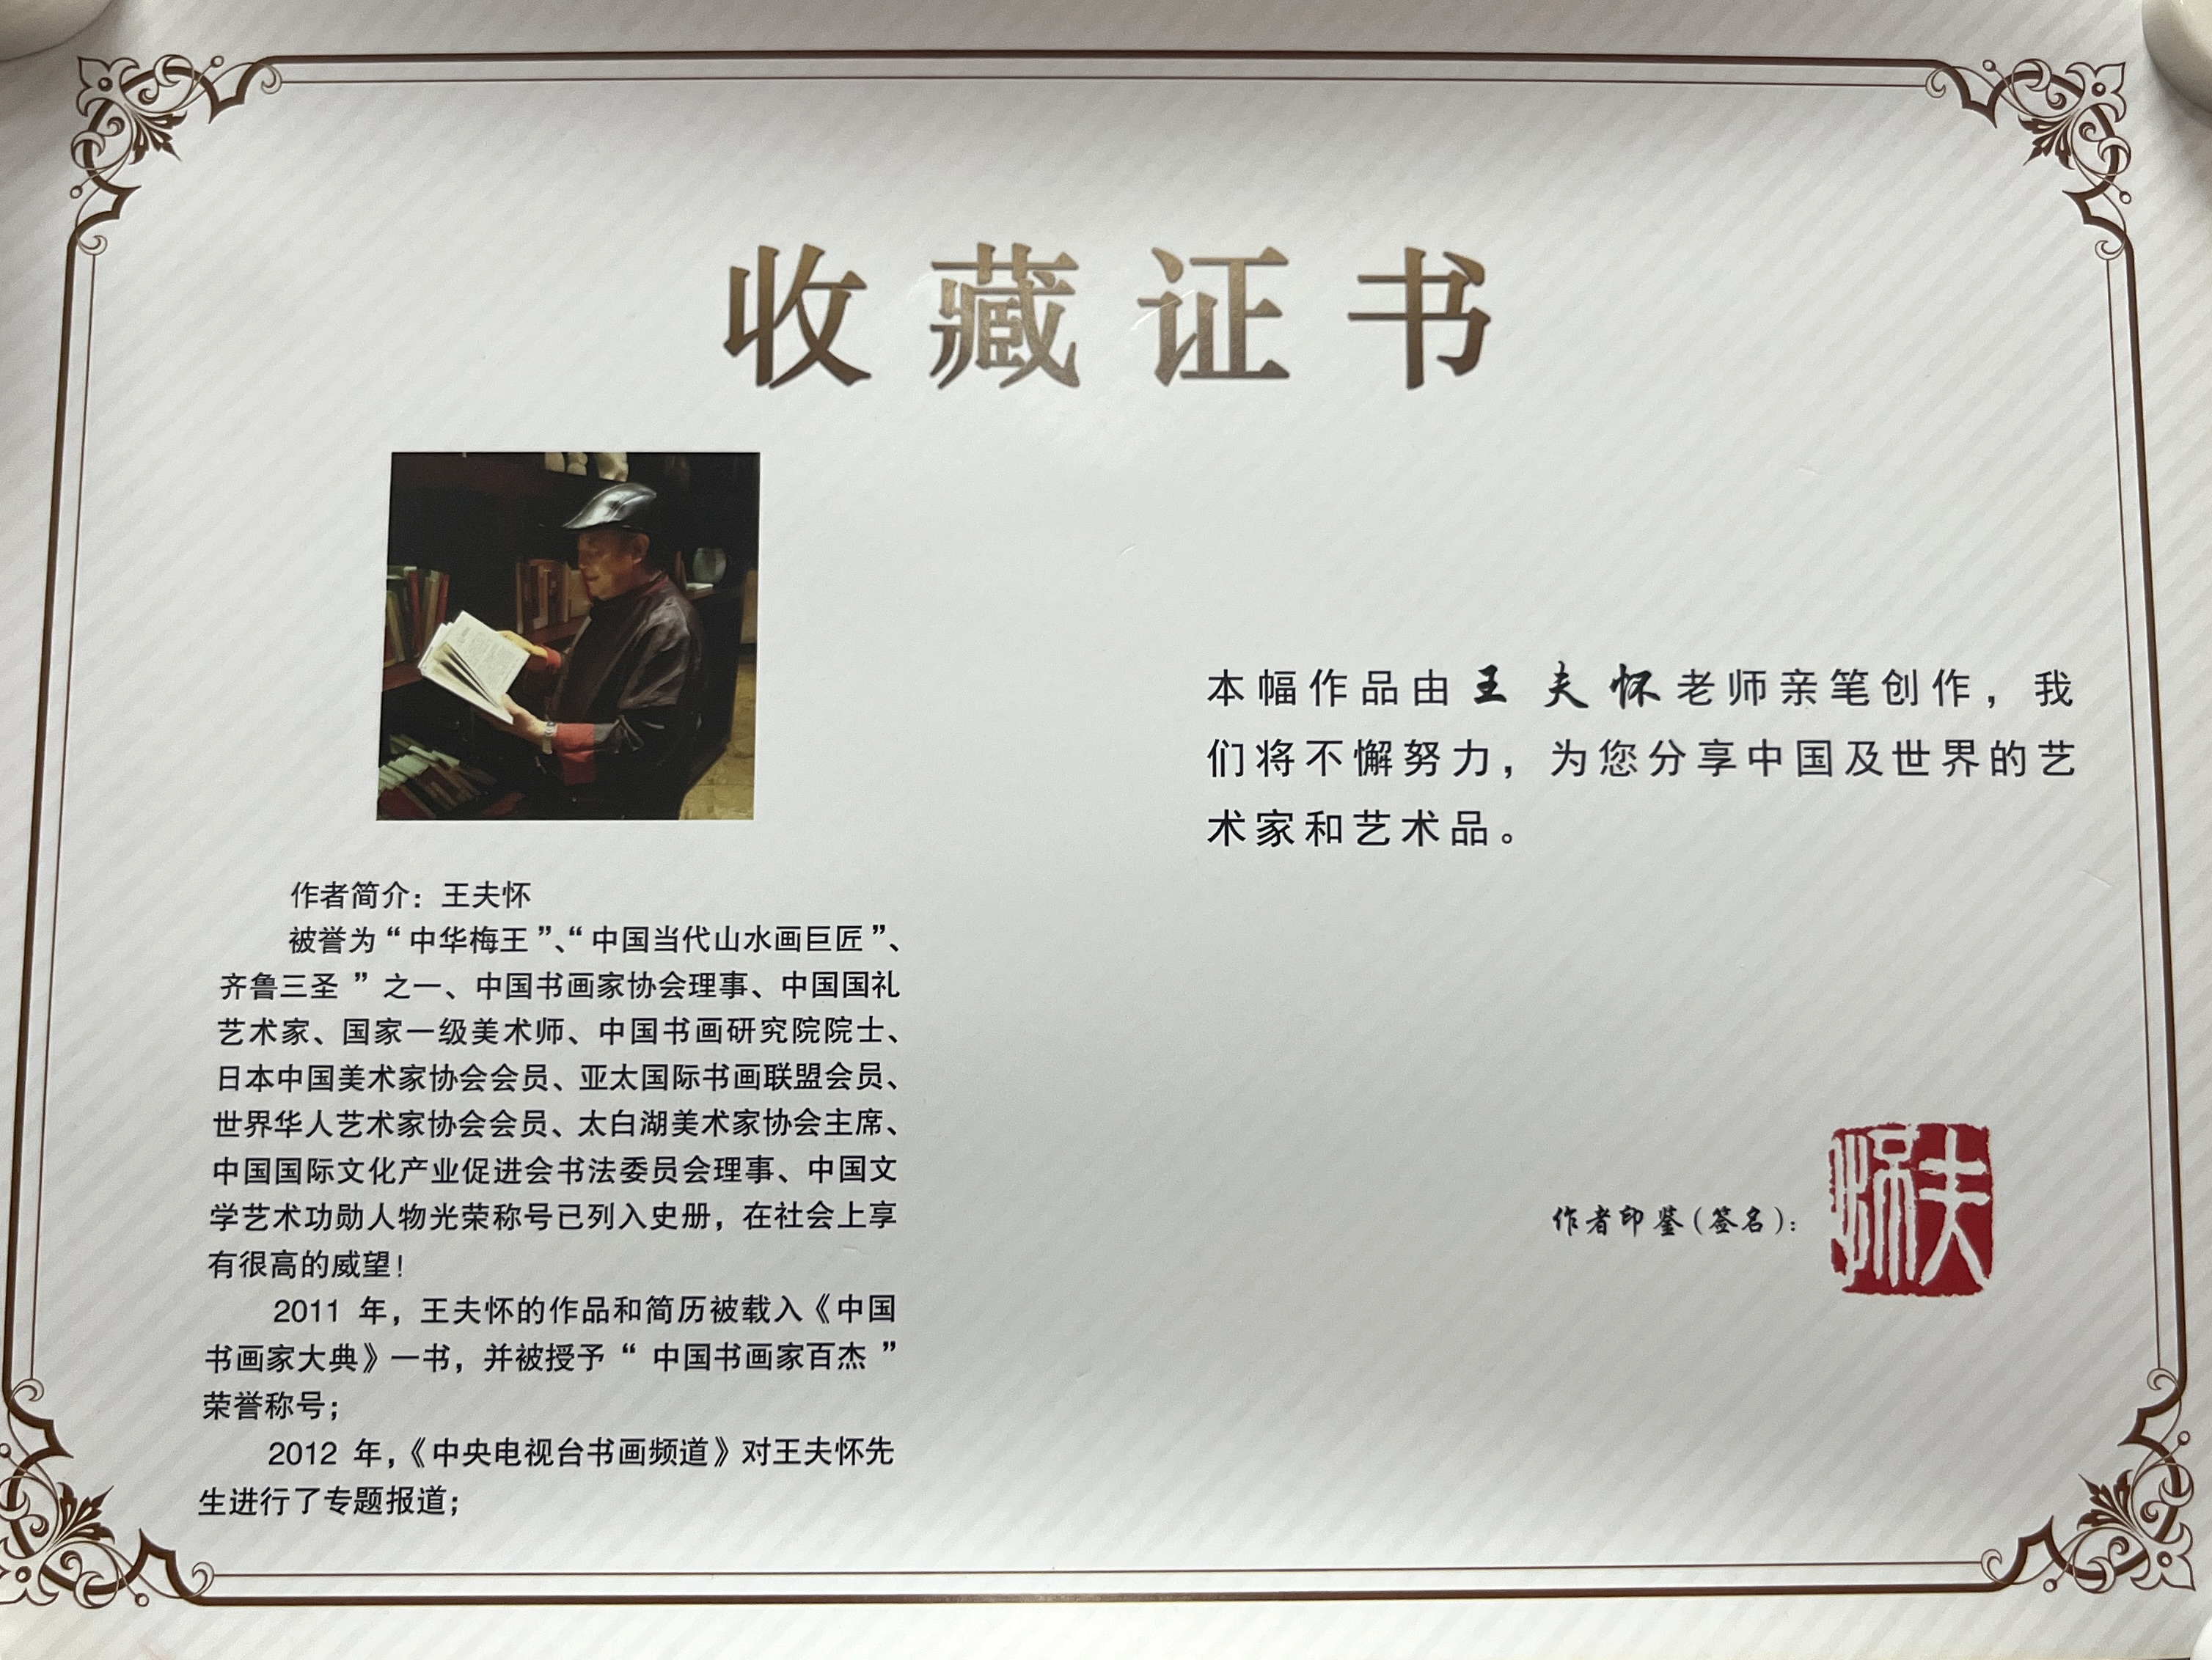 收藏证书
作者简介：王夫怀
被誉为“中华梅王”、“中国当代山水画巨匠”、
齐鲁三圣 ”之一、中国书画家协会理事、中国国礼
艺术家、国家一级美术师、中国书画研究院院士、
日本中国美术家协会会员、亚太国际书画联盟会员、
世界华人艺术家协会会员、太白湖美术家协会主席、
中国国际文化产业促进会书法委员会理事、中国文
学艺术功勋人物光荣称号已列入史册，在社会上享
有很高的威望！
2011 年，王夫怀的作品和简历被载入《中国
书画家大典》一书，并被授予“ 中国书画家百杰 ”
荣誉称号；
2012 年，《中央电视台书画频道》对王夫怀先
生进行了专题报道；
本幅作品由王夫怀老师亲笔创作，我
们将不懈努力，为您分享中国及世界的艺
术家和艺术品。
作者印鉴（签名）：
夫怀